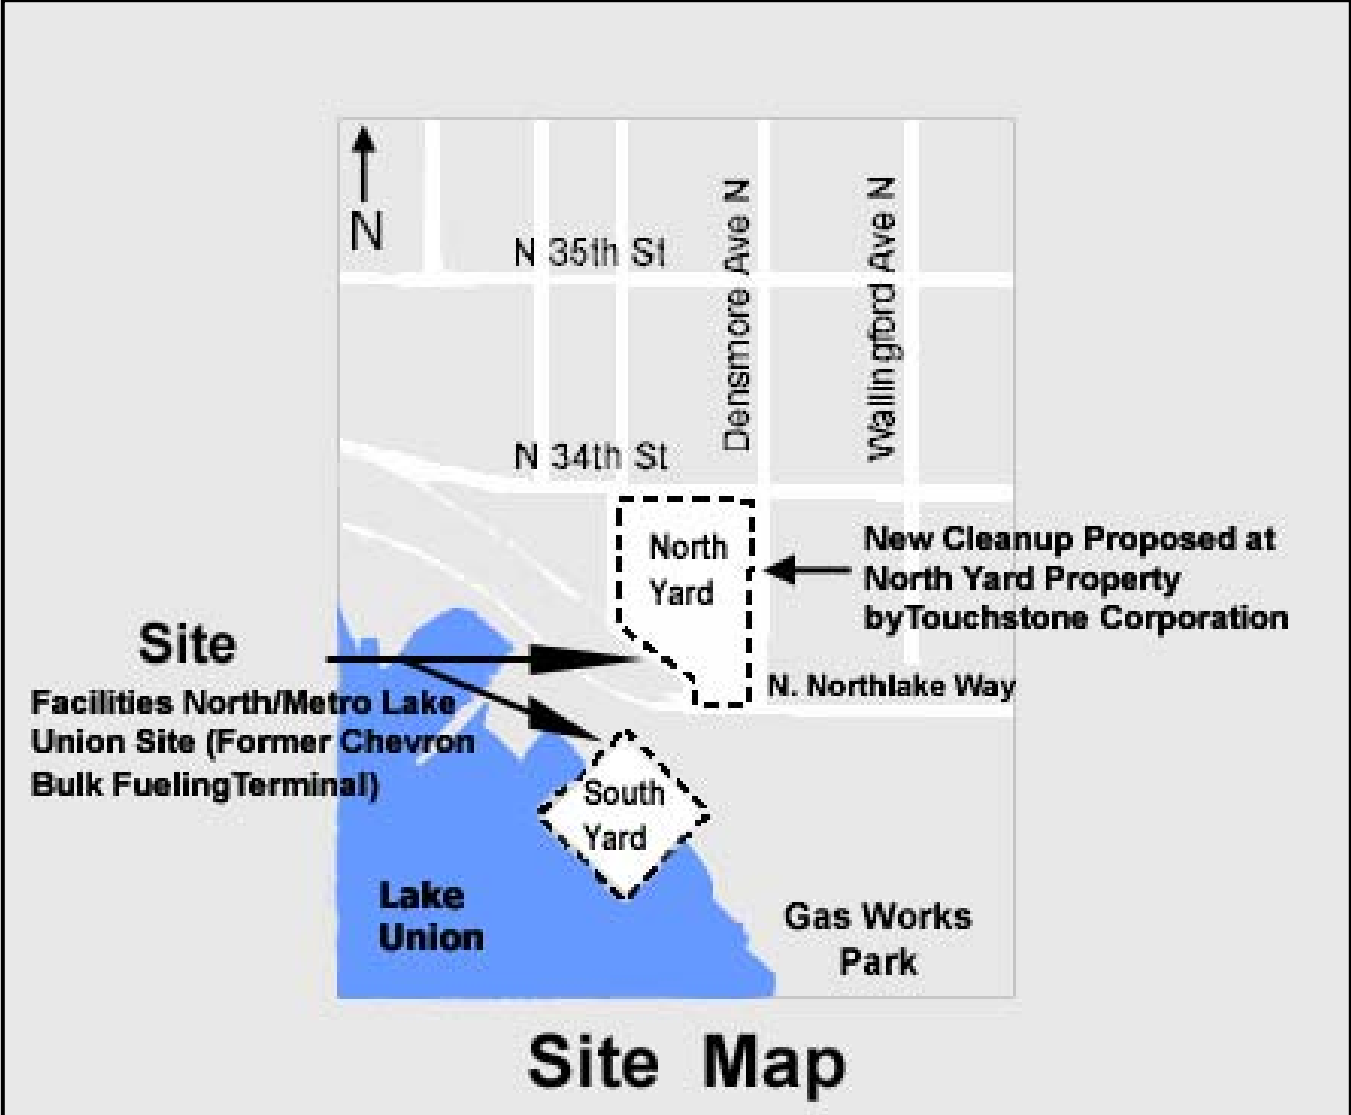 N
N 35th St
Densmore Ave N
Wallingford Ave N
N 34th St
North
Yard
New Cleanup Proposed at
North Yard Property
byTouchstone Corporation
Site
Facilities North/Metro Lake
Union Site (Former Chevron
Bulk FuelingTerminal)
N. Northlake Way
South
Yard
Lake
Union
Gas Works
Park
Site Map